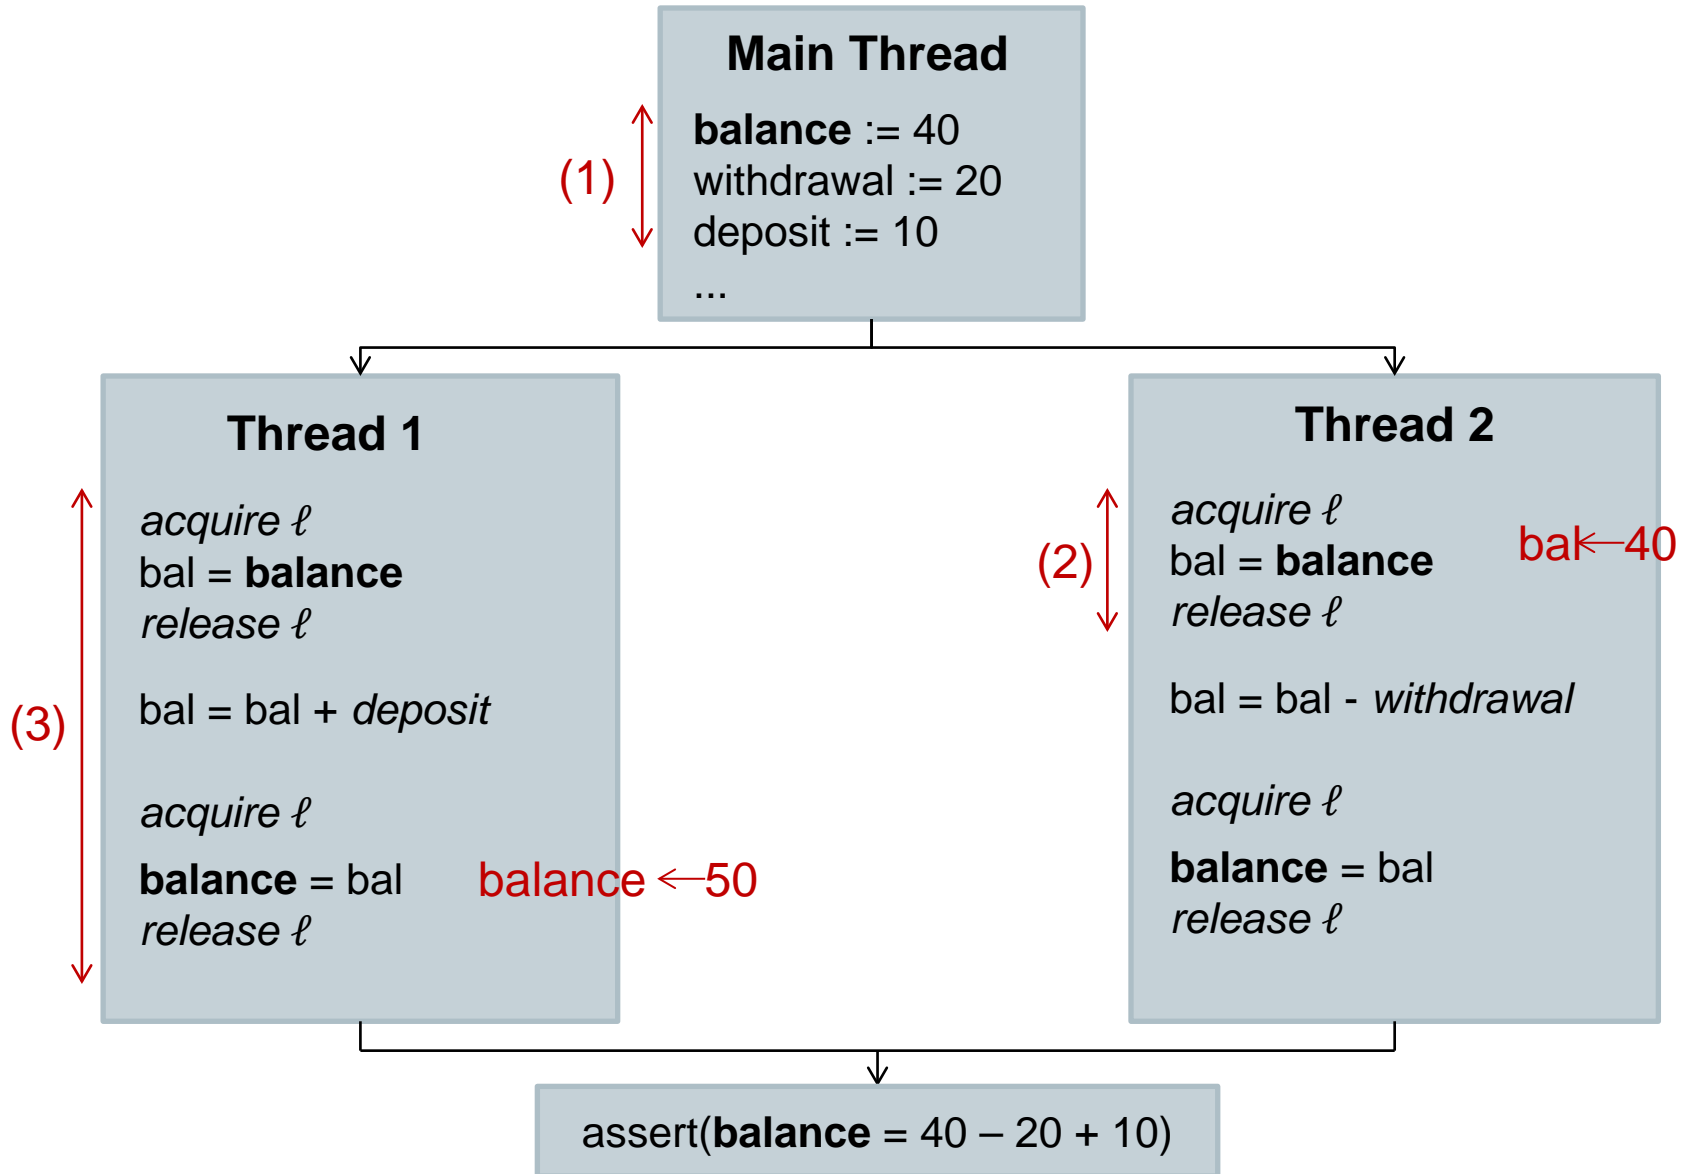 Main Thread
balance := 40
withdrawal := 20
deposit := 10
...
(1)
Thread 1
acquire ℓ
bal = balance
release ℓ
bal = bal + deposit
acquire ℓ
balance = bal
release ℓ
(3)
balance ←50
Thread 2
acquire ℓ
bal = balance
release ℓ
bal = bal - withdrawal
acquire ℓ
balance = bal
release ℓ
(2)
bal←40
assert(balance = 40 – 20 + 10)